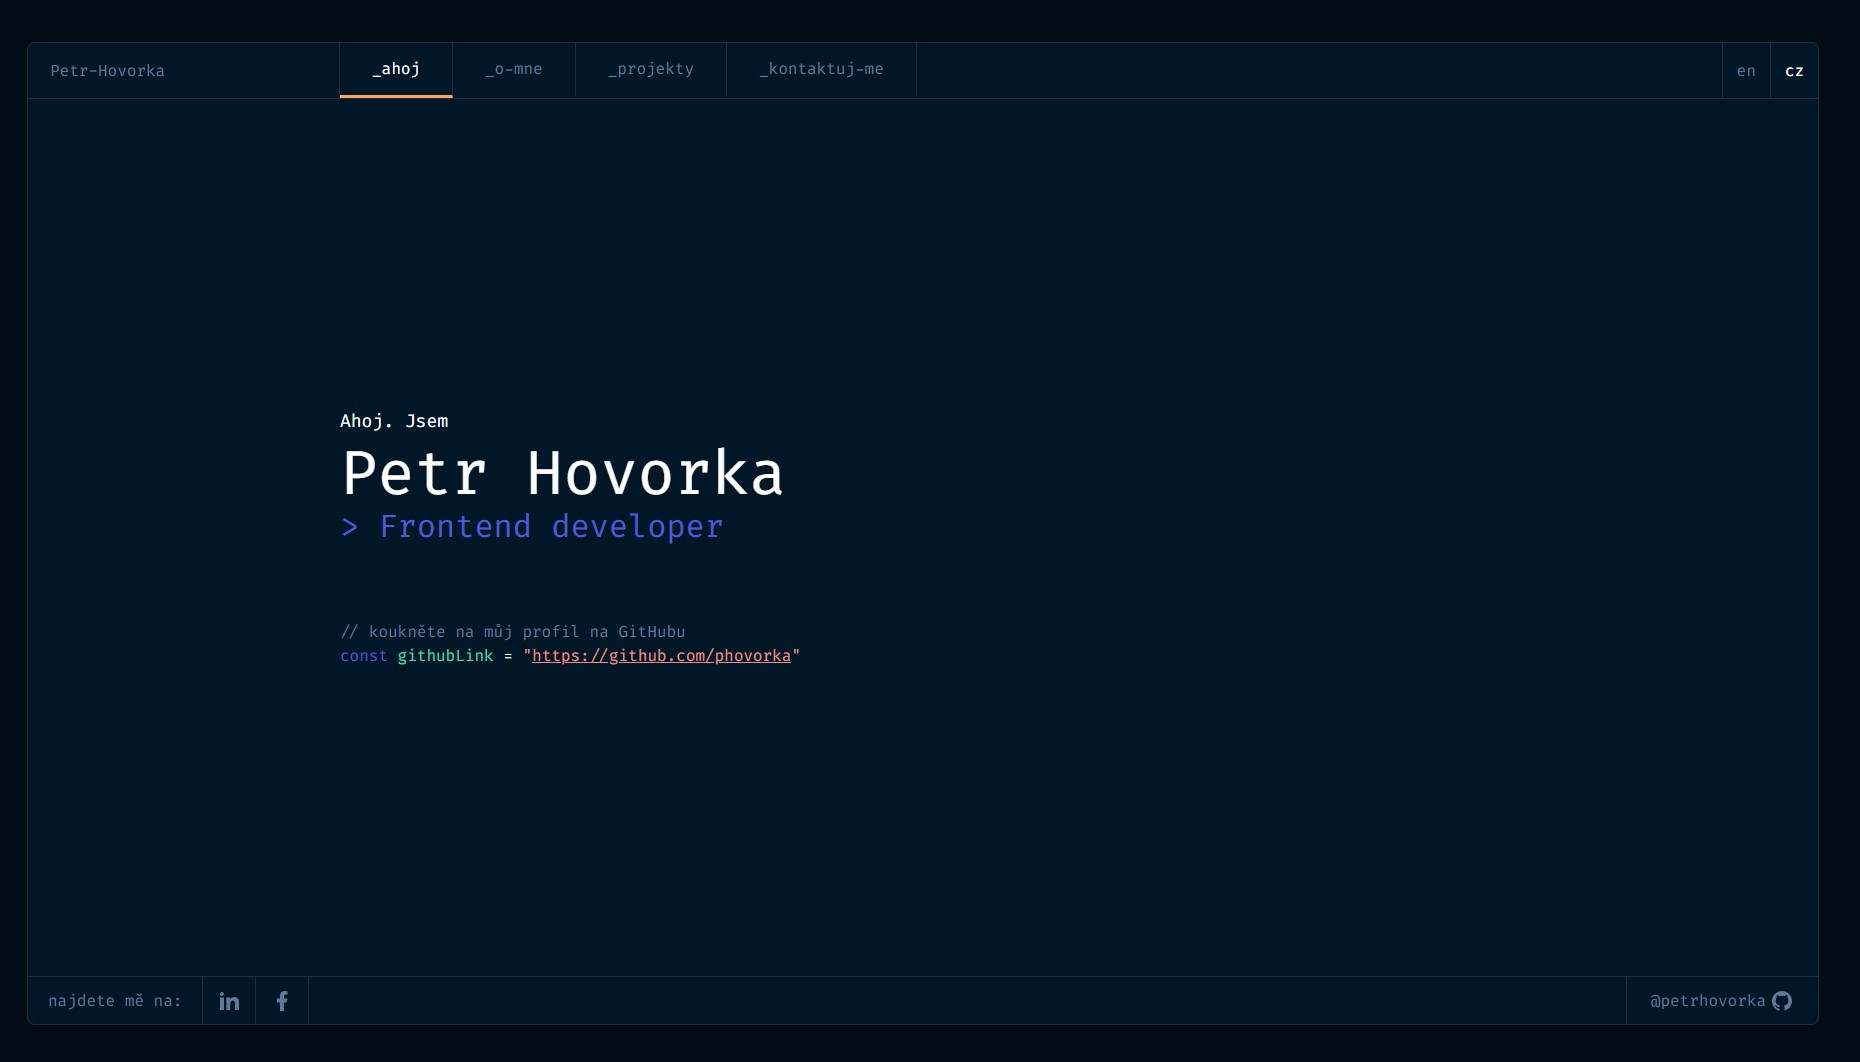 Petr-Hovorka
_ahoj
_o-mne
_projekty
_kontaktuj-me
en
cz
Ahoj. Jsem
Petr Hovorka
> Frontend developer
// koukněte na můj profil na GitHubu
const githubLink = "https://github.com/phovorka"
najdete mě na:
in
f
@petrhovorka